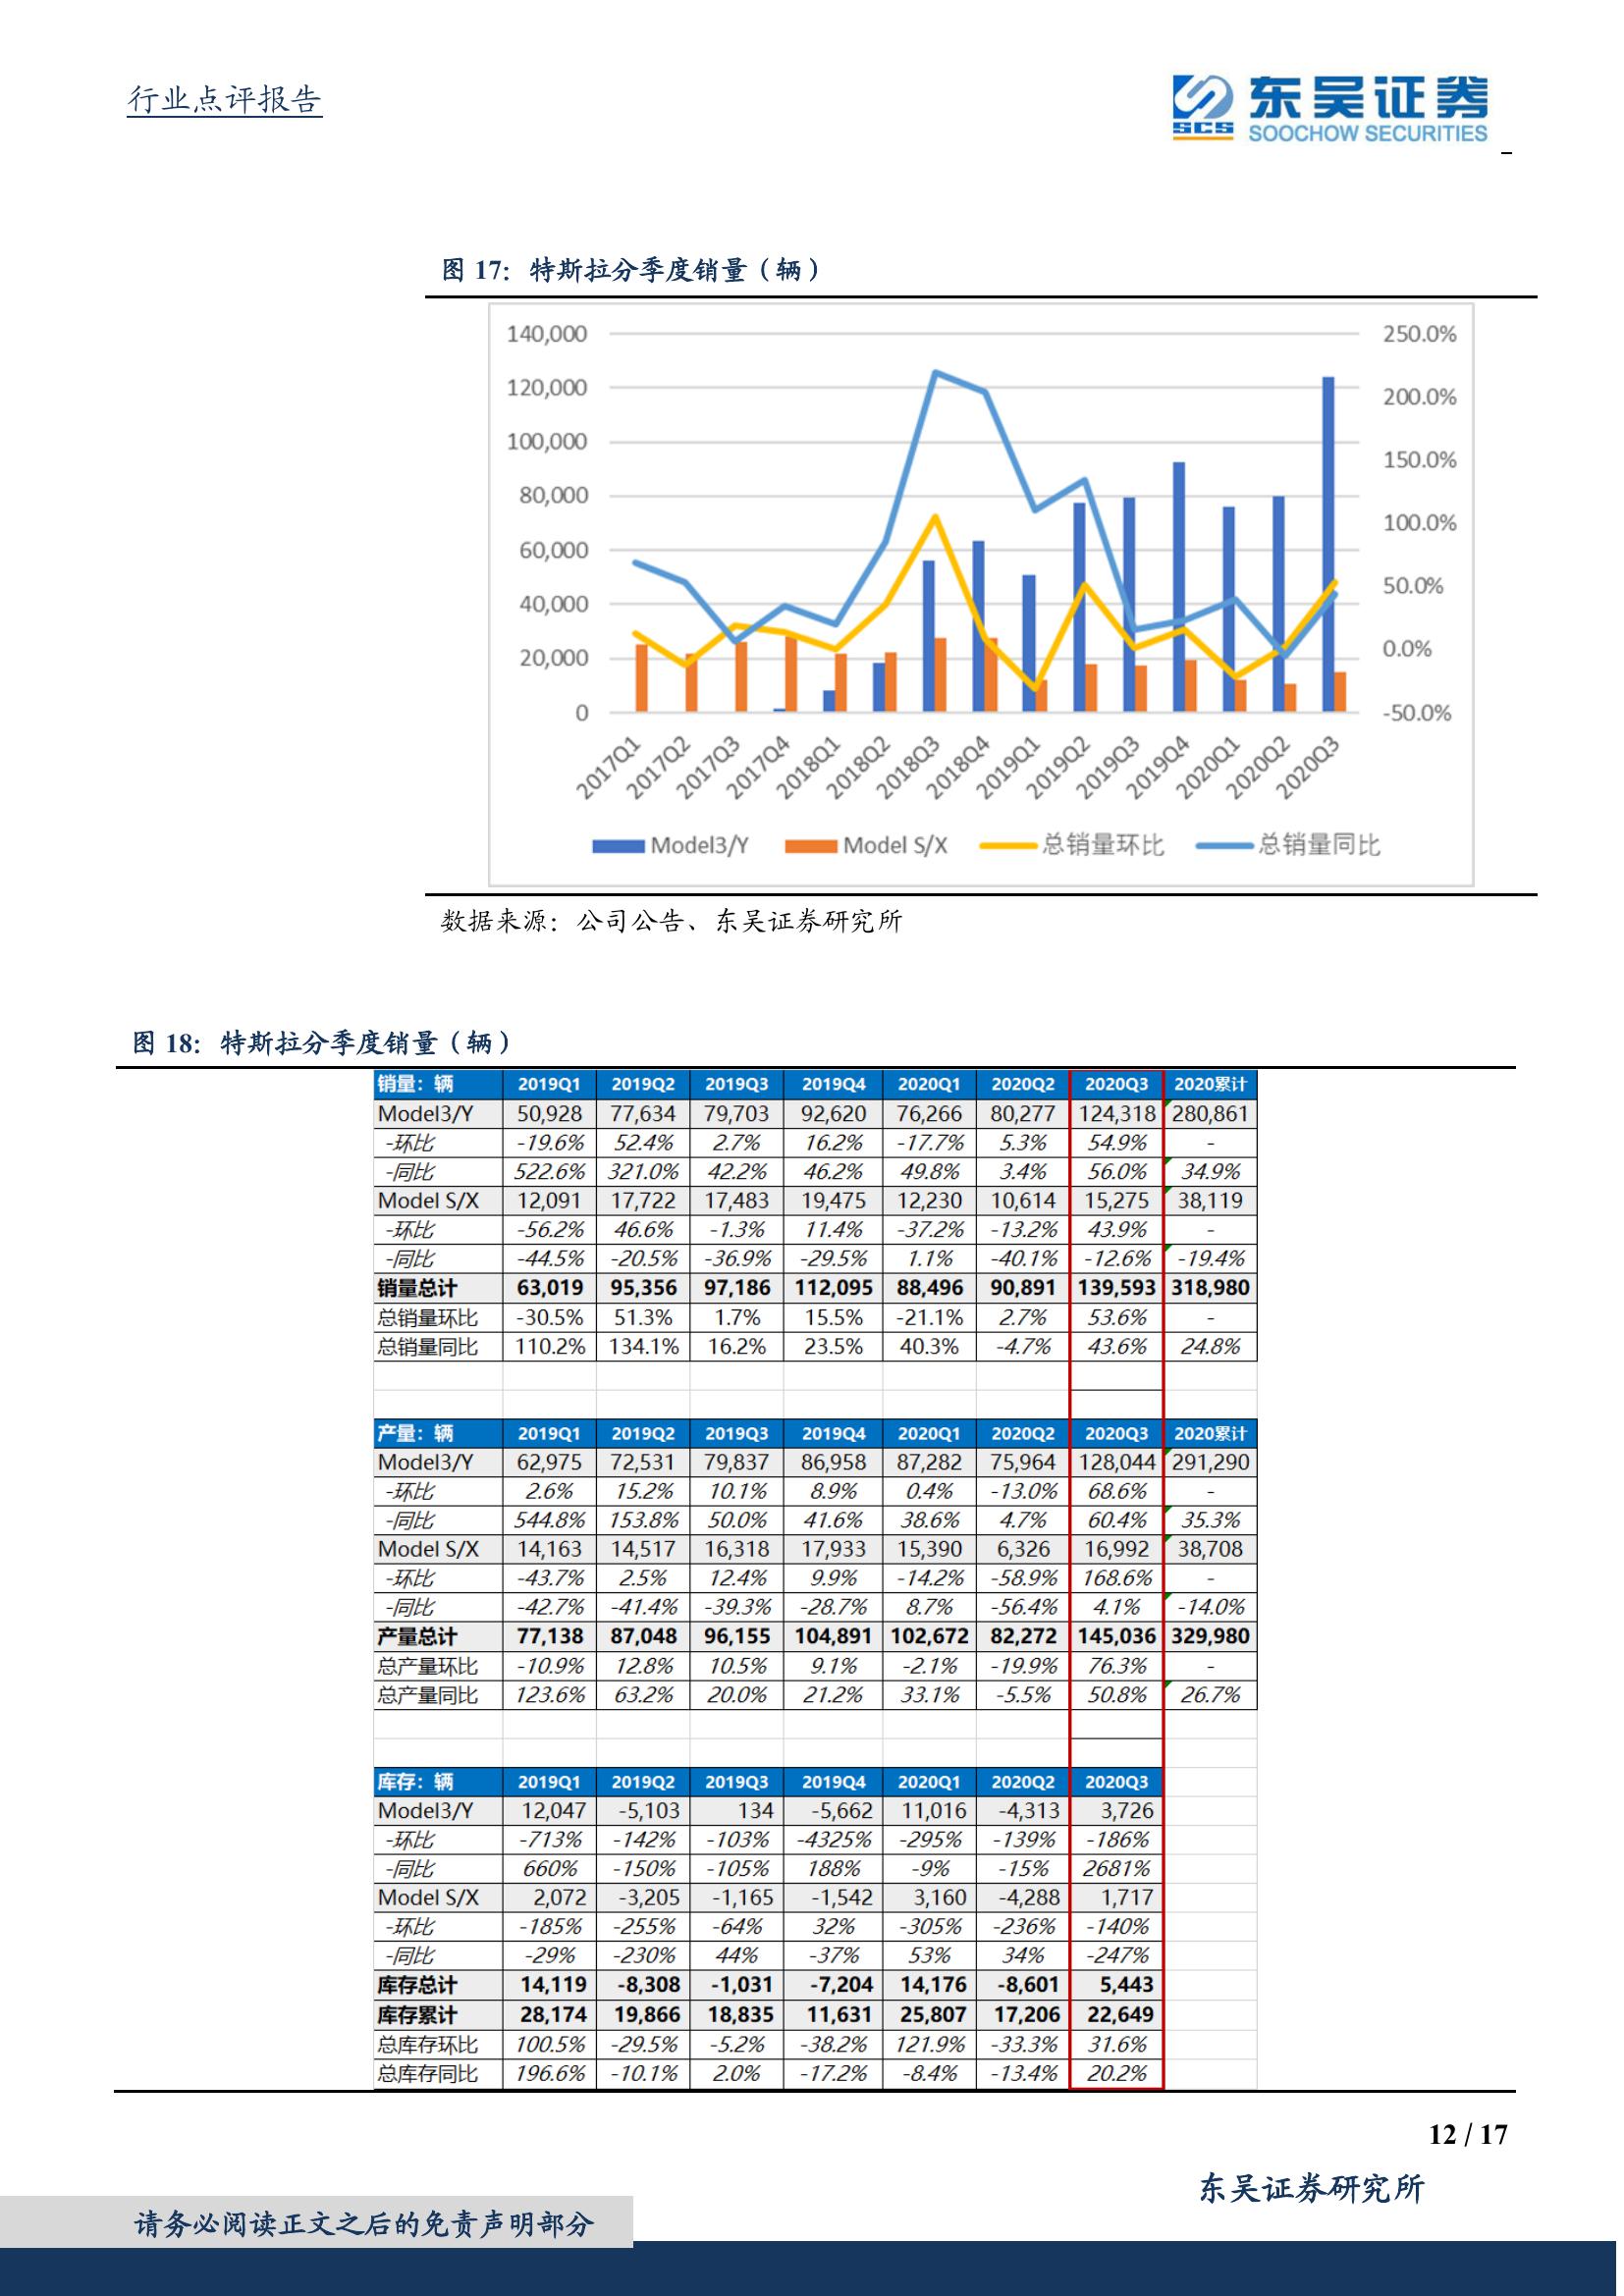 行业点评报告
SCS 东吴证券
SOOCHOW SECURITIES
图 17：特斯拉分季度销量（辆）
140,000 250.0%
120,000 200.0%
100,000 150.0%
80,000 100.0%
60,000 50.0%
40,000 0.0%
20,000 -50.0%
0
2017Q1 2017Q2 2017Q3 2017Q4 2018Q1 2018Q2 2018Q3 2018Q4 2019Q1 2019Q2 2019Q3 2019Q4 2020Q1 2020Q2 2020Q3
Model3/Y Model S/X 总销量环比 总销量同比
数据来源：公司公告、东吴证券研究所
图 18：特斯拉分季度销量（辆）
销量：辆 2019Q1 2019Q2 2019Q3 2019Q4 2020Q1 2020Q2 2020Q3 2020累计
Model3/Y 50,928 77,634 79,703 92,620 76,266 80,277 124,318 280,861
-环比 -19.6% 52.4% 2.7% 16.2% -17.7% 5.3% 54.9% -
-同比 522.6% 321.0% 42.2% 46.2% 49.8% 3.4% 56.0% 34.9%
Model S/X 12,091 17,722 17,483 19,475 12,230 10,614 15,275 38,119
-环比 -56.2% 46.6% -1.3% 11.4% -37.2% -13.2% 43.9% -
-同比 -44.5% -20.5% -36.9% -29.5% 1.1% -40.1% -12.6% -19.4%
销量总计 63,019 95,356 97,186 112,095 88,496 90,891 139,593 318,980
总销量环比 -30.5% 51.3% 1.7% 15.5% -21.1% 2.7% 53.6% -
总销量同比 110.2% 134.1% 16.2% 23.5% 40.3% -4.7% 43.6% 24.8%
产量：辆 2019Q1 2019Q2 2019Q3 2019Q4 2020Q1 2020Q2 2020Q3 2020累计
Model3/Y 62,975 72,531 79,837 86,958 87,282 75,964 128,044 291,290
-环比 2.6% 15.2% 10.1% 8.9% 0.4% -13.0% 68.6% -
-同比 544.8% 153.8% 50.0% 41.6% 38.6% 4.7% 60.4% 35.3%
Model S/X 14,163 14,517 16,318 17,933 15,390 6,326 16,992 38,708
-环比 -43.7% 2.5% 12.4% 9.9% -14.2% -58.9% 168.6% -
-同比 -42.7% -41.4% -39.3% -28.7% 8.7% -56.4% 4.1% -14.0%
产量总计 77,138 87,048 96,155 104,891 102,672 82,272 145,036 329,980
总产量环比 -10.9% 12.8% 10.5% 9.1% -2.1% -19.9% 76.3% -
总产量同比 123.6% 63.2% 20.0% 21.2% 33.1% -5.5% 50.8% 26.7%
库存：辆 2019Q1 2019Q2 2019Q3 2019Q4 2020Q1 2020Q2 2020Q3
Model3/Y 12,047 -5,103 134 -5,662 11,016 -4,313 3,726
-环比 -713% -142% -103% -4325% -295% -139% -186%
-同比 660% -150% -105% 188% -9% -15% 2681%
Model S/X 2,072 -3,205 -1,165 -1,542 3,160 -4,288 1,717
-环比 -185% -255% -64% 32% -305% -236% -140%
-同比 -29% -230% 44% -37% 53% 34% -247%
库存总计 14,119 -8,308 -1,031 -7,204 14,176 -8,601 5,443
库存累计 28,174 19,866 18,835 11,631 25,807 17,206 22,649
总库存环比 100.5% -29.5% -5.2% -38.2% 121.9% -33.3% 31.6%
总库存同比 196.6% -10.1% 2.0% -17.2% -8.4% -13.4% 20.2%
12 / 17
东吴证券研究所
请务必阅读正文之后的免责声明部分